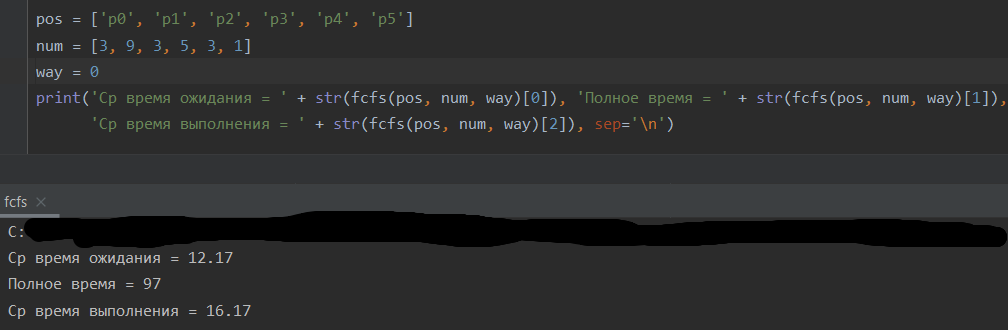 pos = ['p0', 'p1', 'p2', 'p3', 'p4', 'p5']
num = [3, 9, 3, 5, 3, 1]
way = 0
print('Ср время ожидания = ' + str(fcfs(pos, num, way)[0]), 'Полное время = ' + str(fcfs(pos, num, way)[1]),
'Ср время выполнения = ' + str(fcfs(pos, num, way)[2]), sep='\n')
fcfs ×
C:
Ср время ожидания = 12.17
Полное время = 97
Ср время выполнения = 16.17